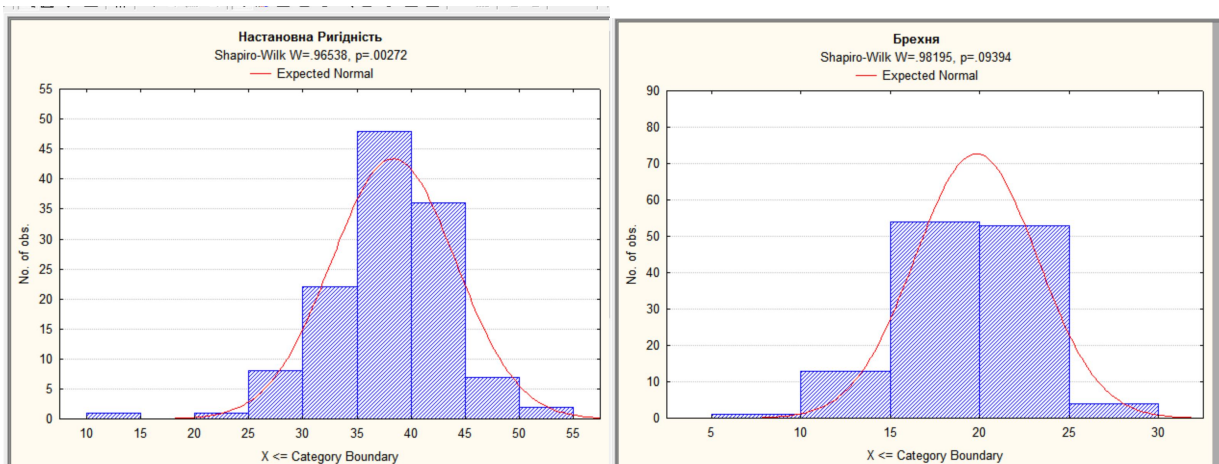 Настановна Ригідність
Shapiro-Wilk W=.96538, p=.00272
Expected Normal
55
50
45
40
35
30
25
20
15
10
5
0
No. of obs.
10 15 20 25 30 35 40 45 50 55
X <= Category Boundary
Брехня
Shapiro-Wilk W=.98195, p=.09394
Expected Normal
90
80
70
60
50
40
30
20
10
0
No. of obs.
5 10 15 20 25 30
X <= Category Boundary